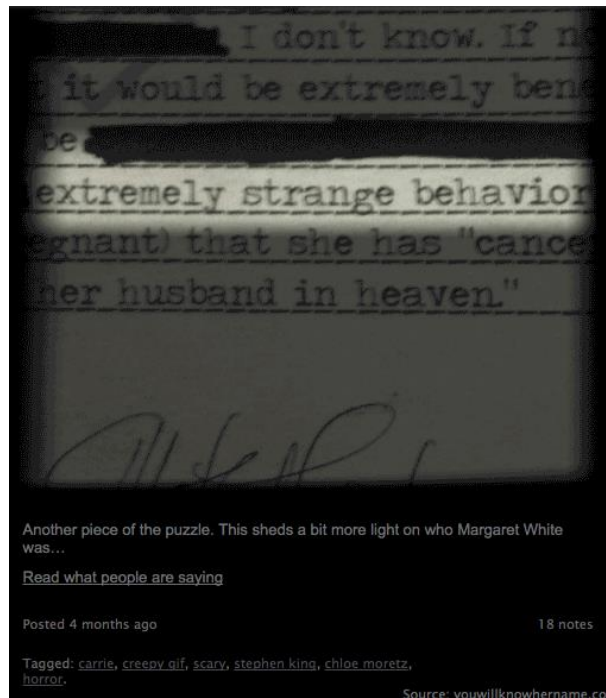 I don't know. If n
it would be extremely ben
be
extremely strange behavior
egnant) that she has "cance
her husband in heaven."
Another piece of the puzzle. This sheds a bit more light on who Margaret White
was…
Read what people are saying
Posted 4 months ago 18 notes
Tagged: carrie, creepy gif, scary, stephen king, chloe moretz,
horror.
Source: youwillknowhername.co